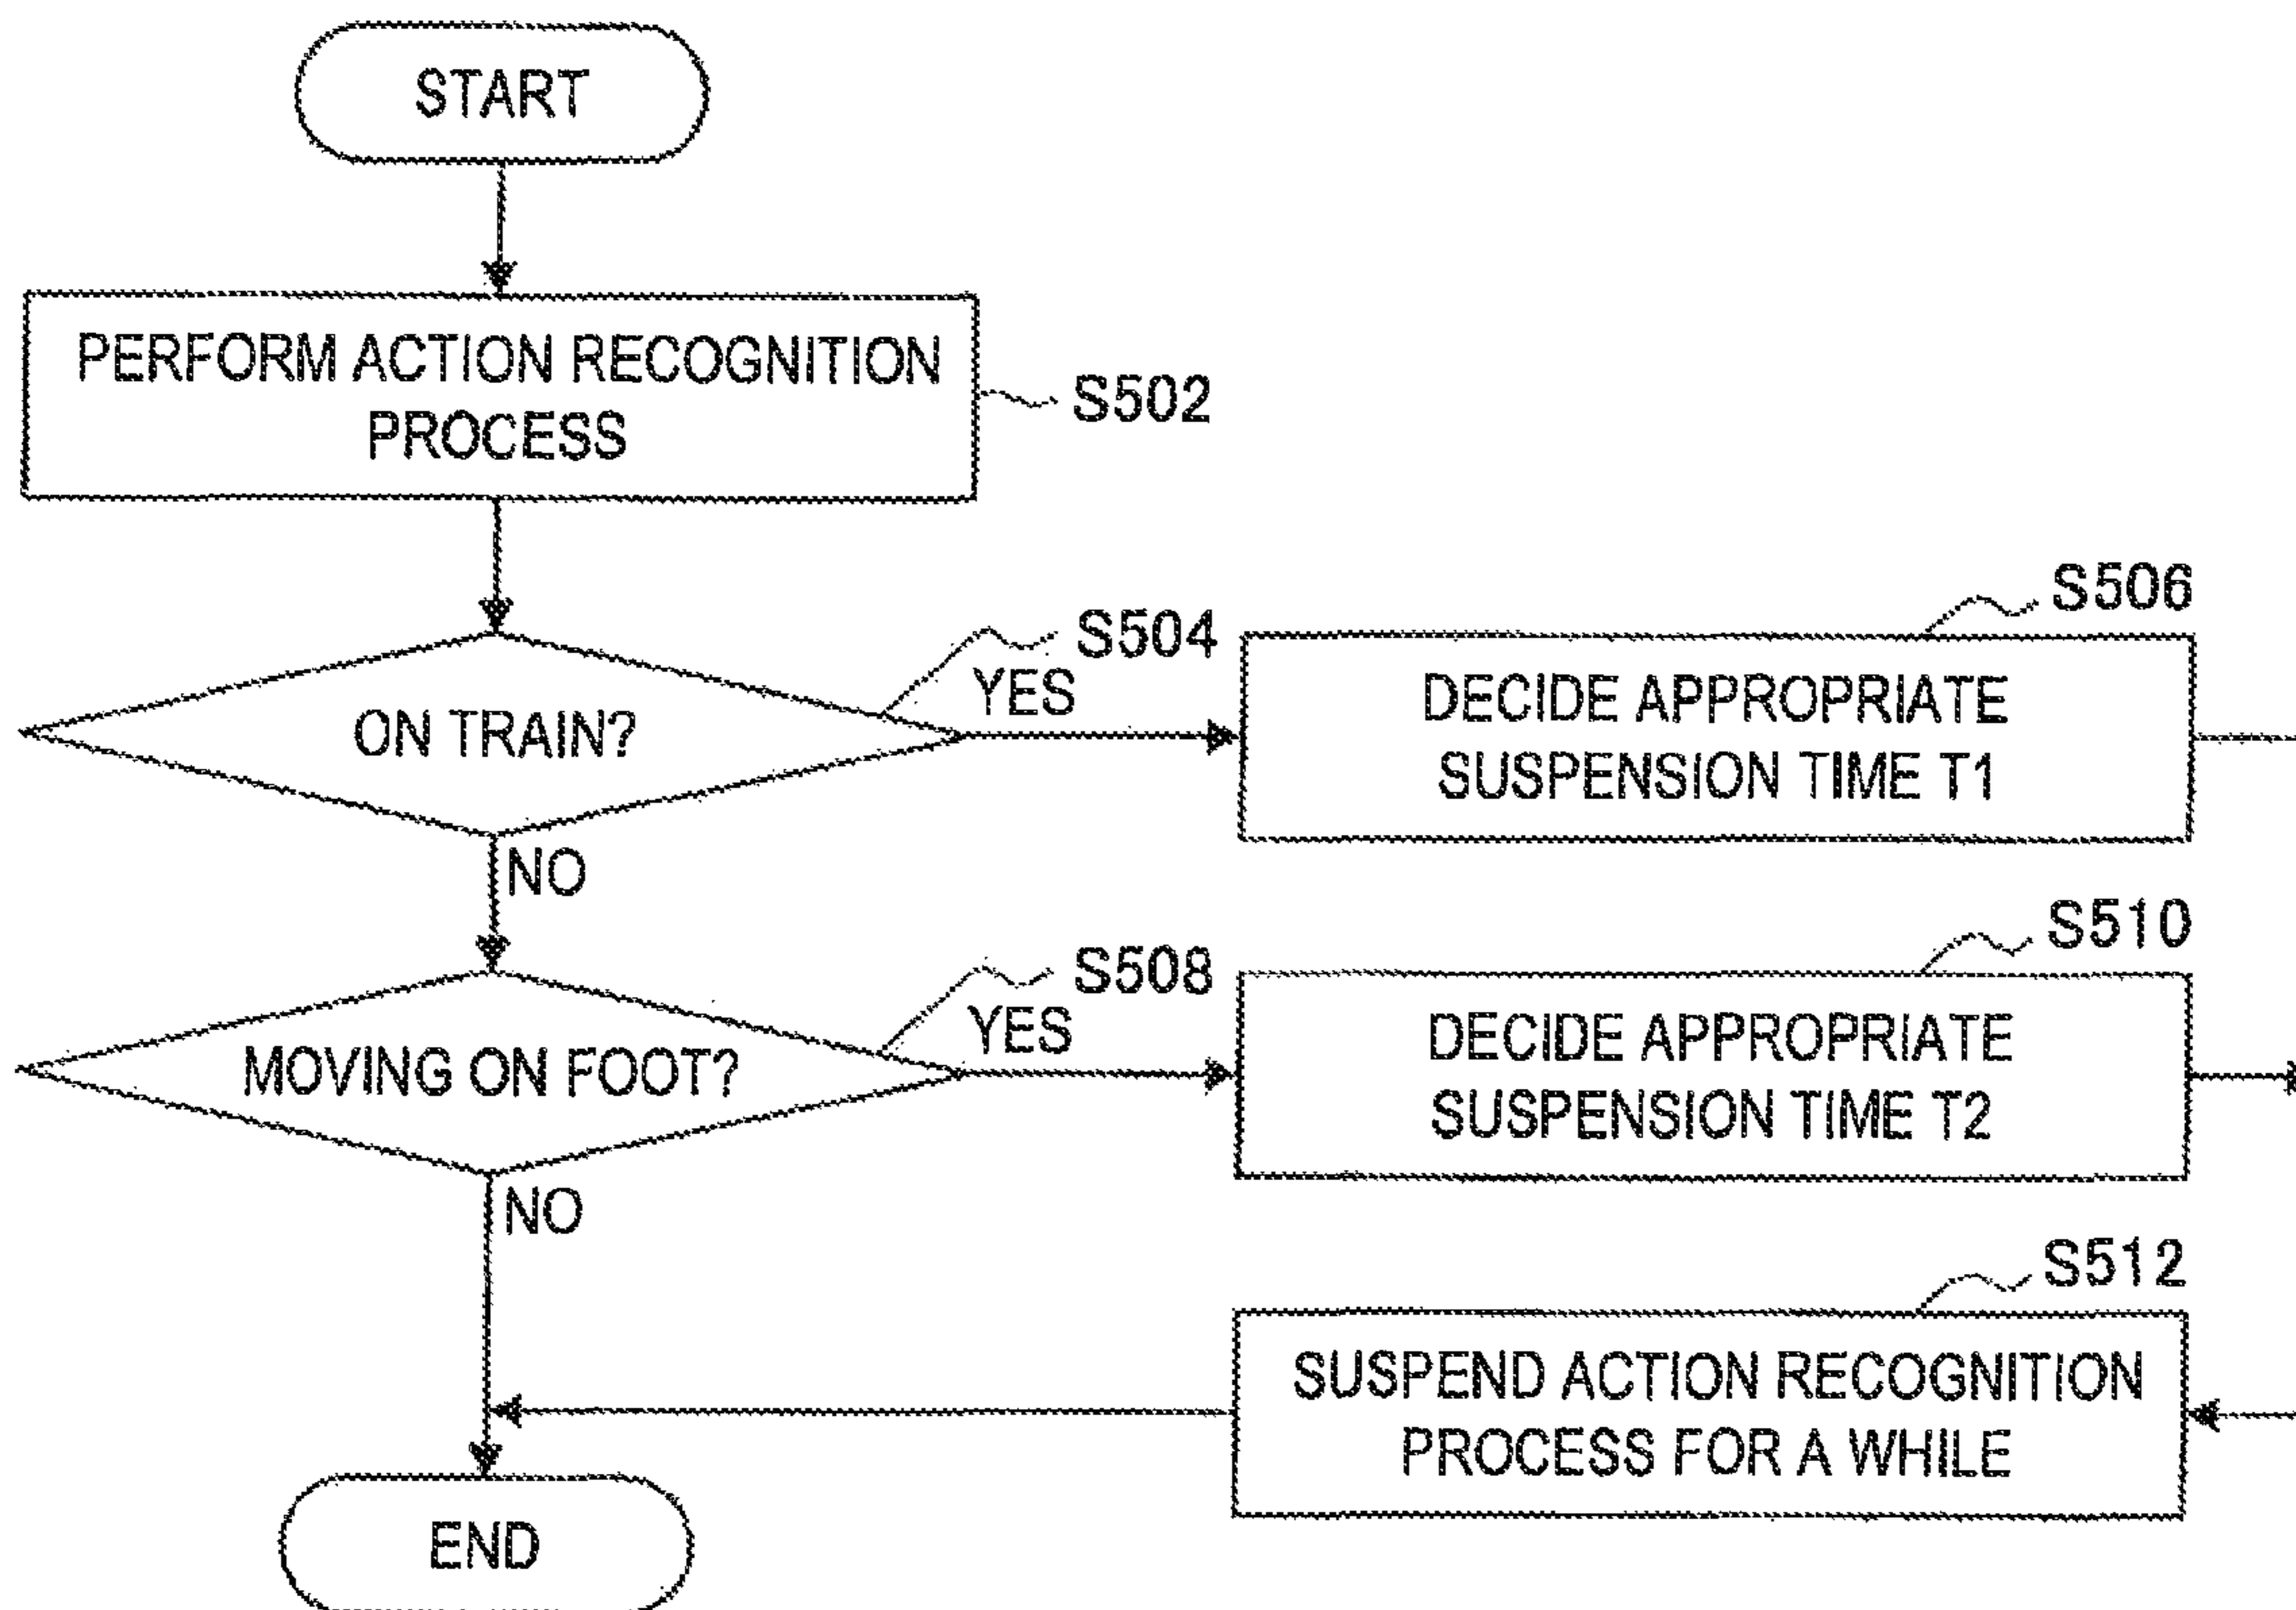 START
PERFORM ACTION RECOGNITION
PROCESS
S502
S504
ON TRAIN?
YES
NO
S506
DECIDE APPROPRIATE
SUSPENSION TIME T1
S508
MOVING ON FOOT?
YES
NO
S510
DECIDE APPROPRIATE
SUSPENSION TIME T2
S512
SUSPEND ACTION RECOGNITION
PROCESS FOR A WHILE
END